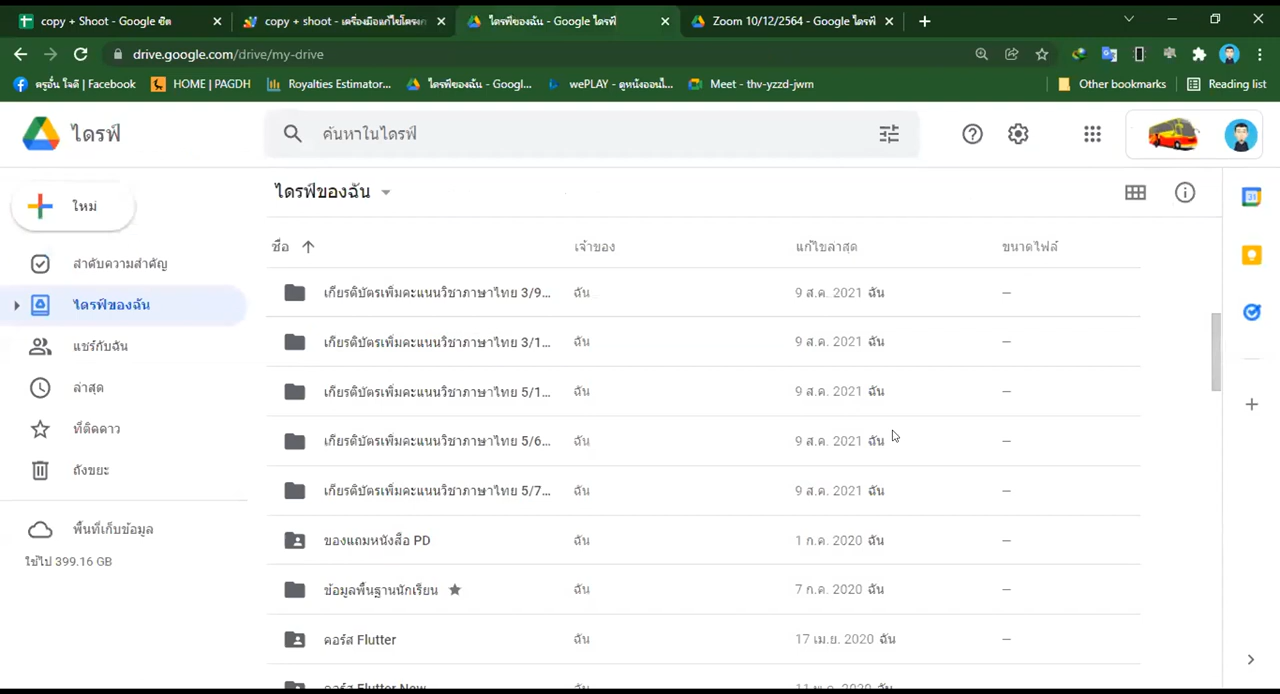 copy + Shoot - Google ชีต
copy + shoot - เครื่องมือแก้ไขโครงก
ไดรฟ์ของฉัน - Google ไดรฟ์
Zoom 10/12/2564 - Google ไดรฟ์
drive.google.com/drive/my-drive
ครูอั๋น ใจดี | Facebook
HOME | PAGDH
Royalties Estimator...
ไดรฟ์ของฉัน - Googl...
wePLAY - ดูหนังออนไ...
Meet - thv-yzzd-jwm
Other bookmarks
Reading list
ไดรฟ์
ค้นหาในไดรฟ์
ใหม่
ลำดับความสำคัญ
ไดรฟ์ของฉัน
แชร์กับฉัน
ล่าสุด
ที่ติดดาว
ถังขยะ
พื้นที่เก็บข้อมูล
ใช้ไป 399.16 GB
ไดรฟ์ของฉัน
ชื่อ เจ้าของ แก้ไขล่าสุด ขนาดไฟล์
เกียรติบัตรเพิ่มคะแนนวิชาภาษาไทย 3/9... ฉัน 9 ส.ค. 2021 ฉัน –
เกียรติบัตรเพิ่มคะแนนวิชาภาษาไทย 3/1... ฉัน 9 ส.ค. 2021 ฉัน –
เกียรติบัตรเพิ่มคะแนนวิชาภาษาไทย 5/1... ฉัน 9 ส.ค. 2021 ฉัน –
เกียรติบัตรเพิ่มคะแนนวิชาภาษาไทย 5/6... ฉัน 9 ส.ค. 2021 ฉัน –
เกียรติบัตรเพิ่มคะแนนวิชาภาษาไทย 5/7... ฉัน 9 ส.ค. 2021 ฉัน –
ของแถมหนังสือ PD ฉัน 1 ก.ค. 2020 ฉัน –
ข้อมูลพื้นฐานนักเรียน ฉัน 7 ก.ค. 2020 ฉัน –
คอร์ส Flutter ฉัน 17 เม.ย. 2020 ฉัน –
คอร์ส Flutter New